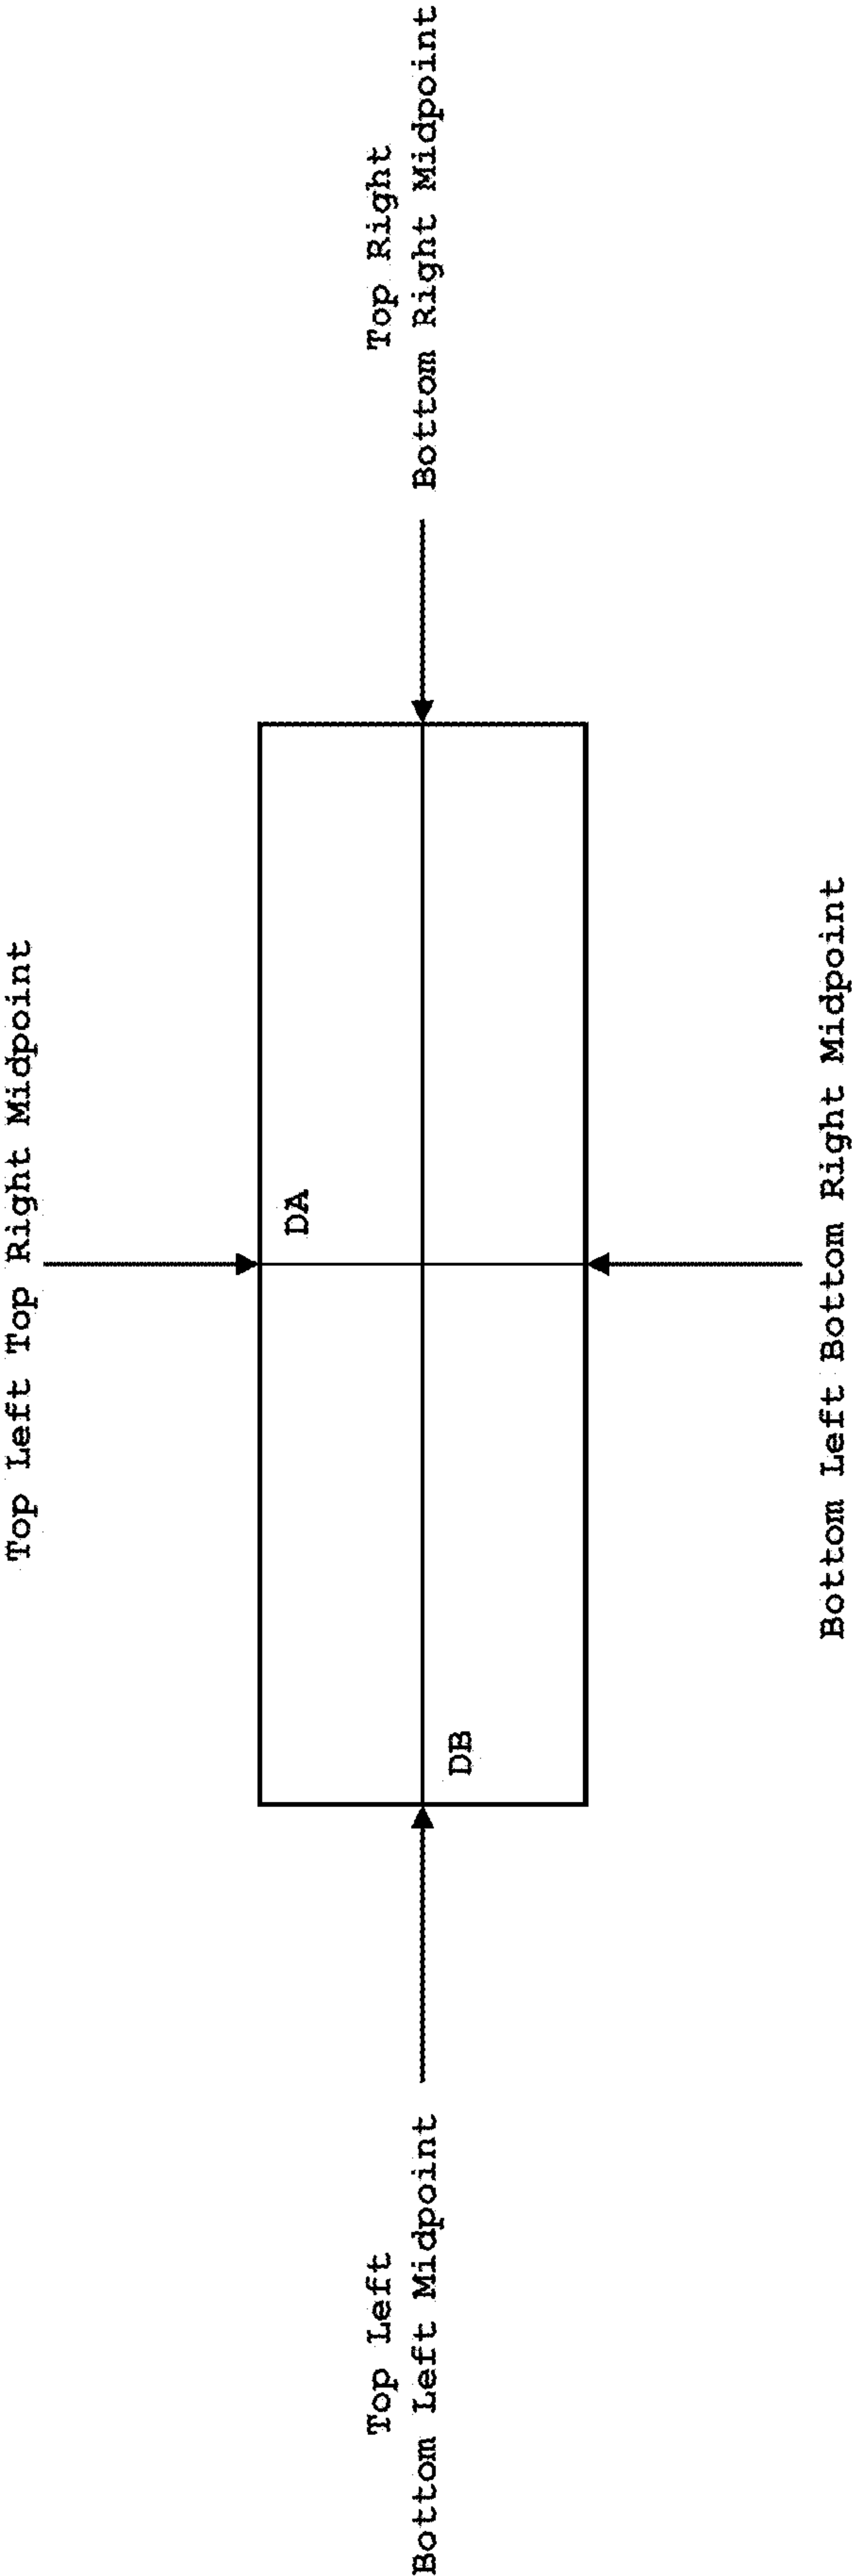 Top Left Top Right Midpoint
Top Left
Bottom Left Midpoint
DA
DB
Top Right
Bottom Right Midpoint
Bottom Left Bottom Right Midpoint